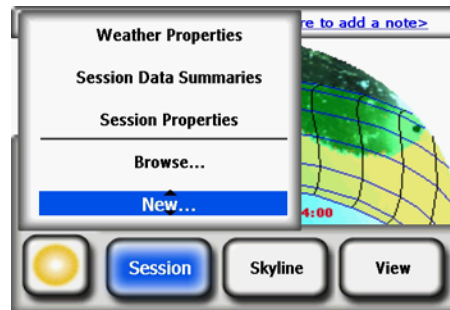 Weather Properties
re to add a note>
Session Data Summaries
Session Properties
Browse...
New...
4:00
Session
Skyline
View